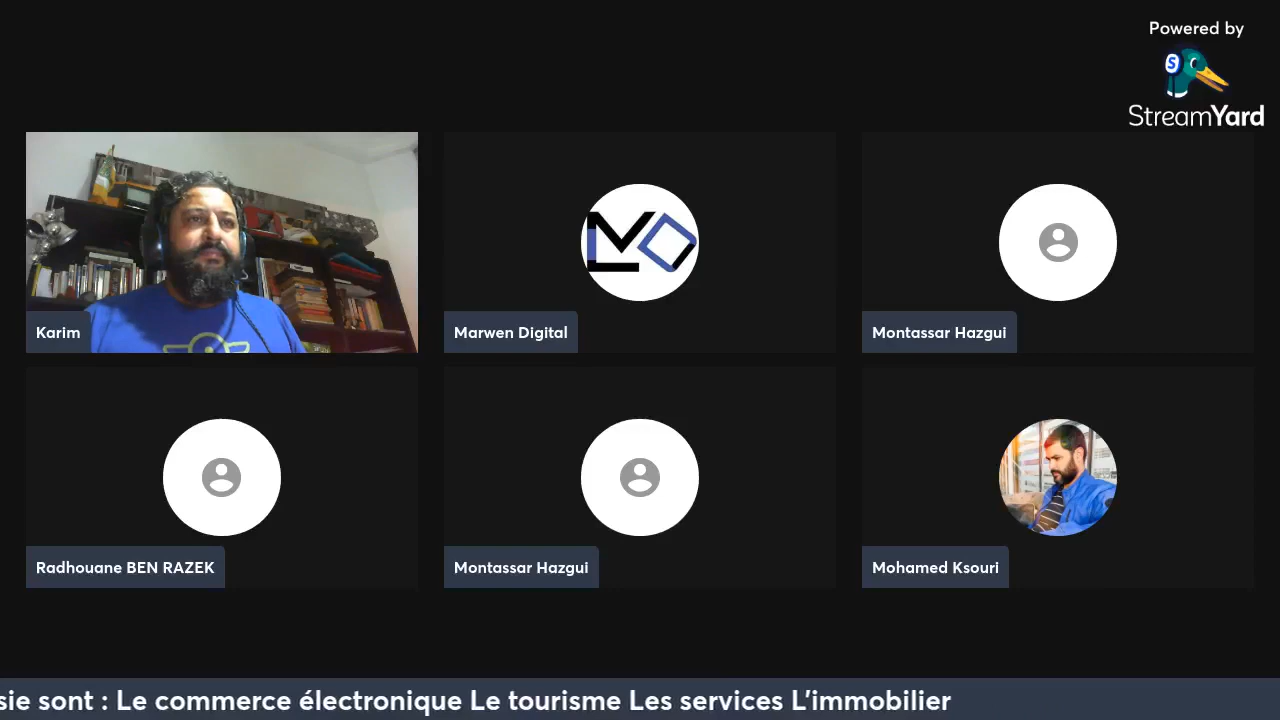 Powered by
StreamYard
Karim
Marwen Digital
Montassar Hazgui
Radhouane BEN RAZEK
Montassar Hazgui
Mohamed Ksouri
sie sont : Le commerce électronique Le tourisme Les services L'immobilier